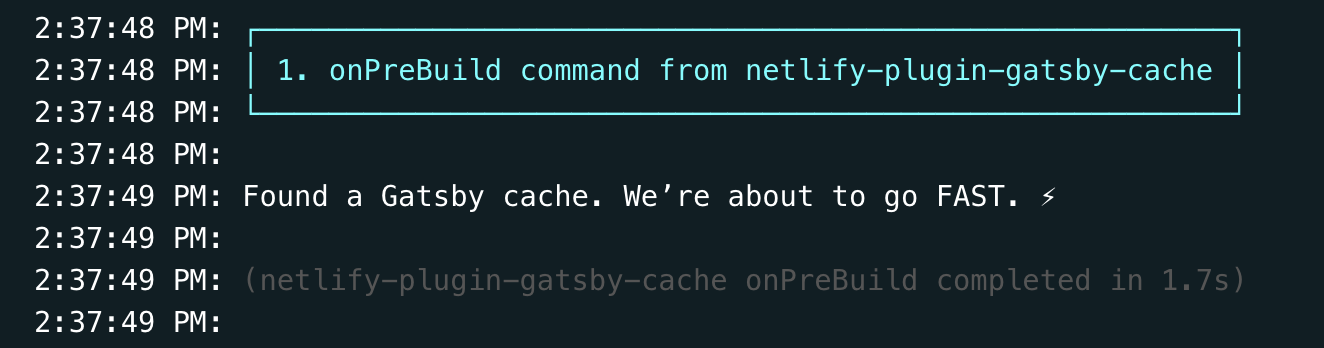 2:37:48 PM:
2:37:48 PM: 1. onPreBuild command from netlify-plugin-gatsby-cache
2:37:48 PM:
2:37:48 PM:
2:37:49 PM: Found a Gatsby cache. We’re about to go FAST. ⚡
2:37:49 PM:
2:37:49 PM: (netlify-plugin-gatsby-cache onPreBuild completed in 1.7s)
2:37:49 PM: